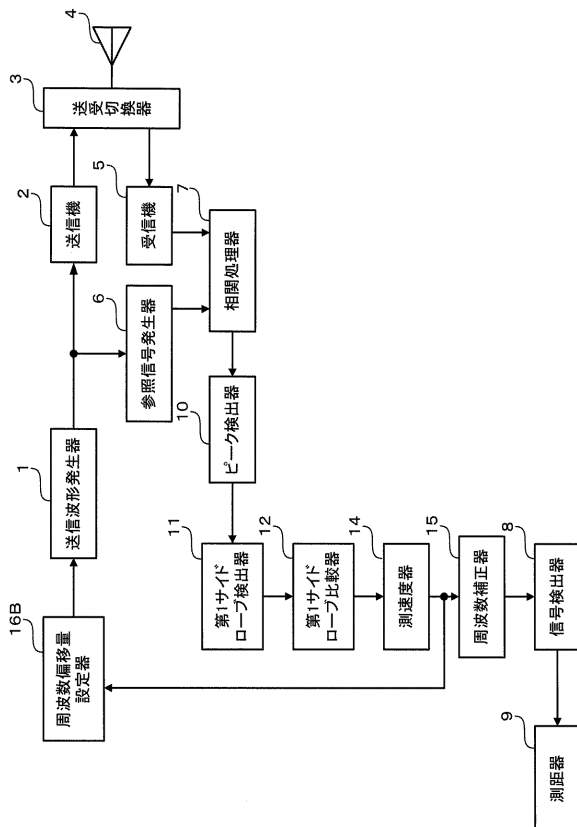 4
3
送受切換器
2
送信機
5
受信機
7
相関処理器
6
参照信号発生器
1
送信波形発生器
10
ピーク検出器
16B
周波数偏移量
設定器
11
第1サイド
ローブ検出器
12
第1サイド
ローブ比較器
14
測速度器
15
周波数補正器
8
信号検出器
9
測距器